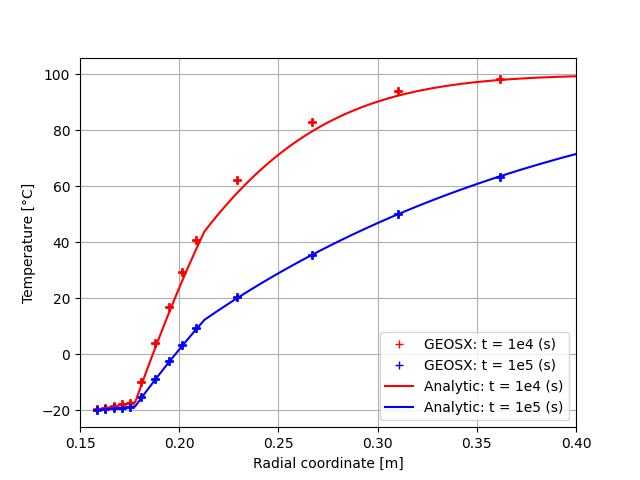 100
80
60
40
20
0
−20
Temperature [°C]
GEOSX: t = 1e4 (s)
GEOSX: t = 1e5 (s)
Analytic: t = 1e4 (s)
Analytic: t = 1e5 (s)
0.15 0.20 0.25 0.30 0.35 0.40
Radial coordinate [m]